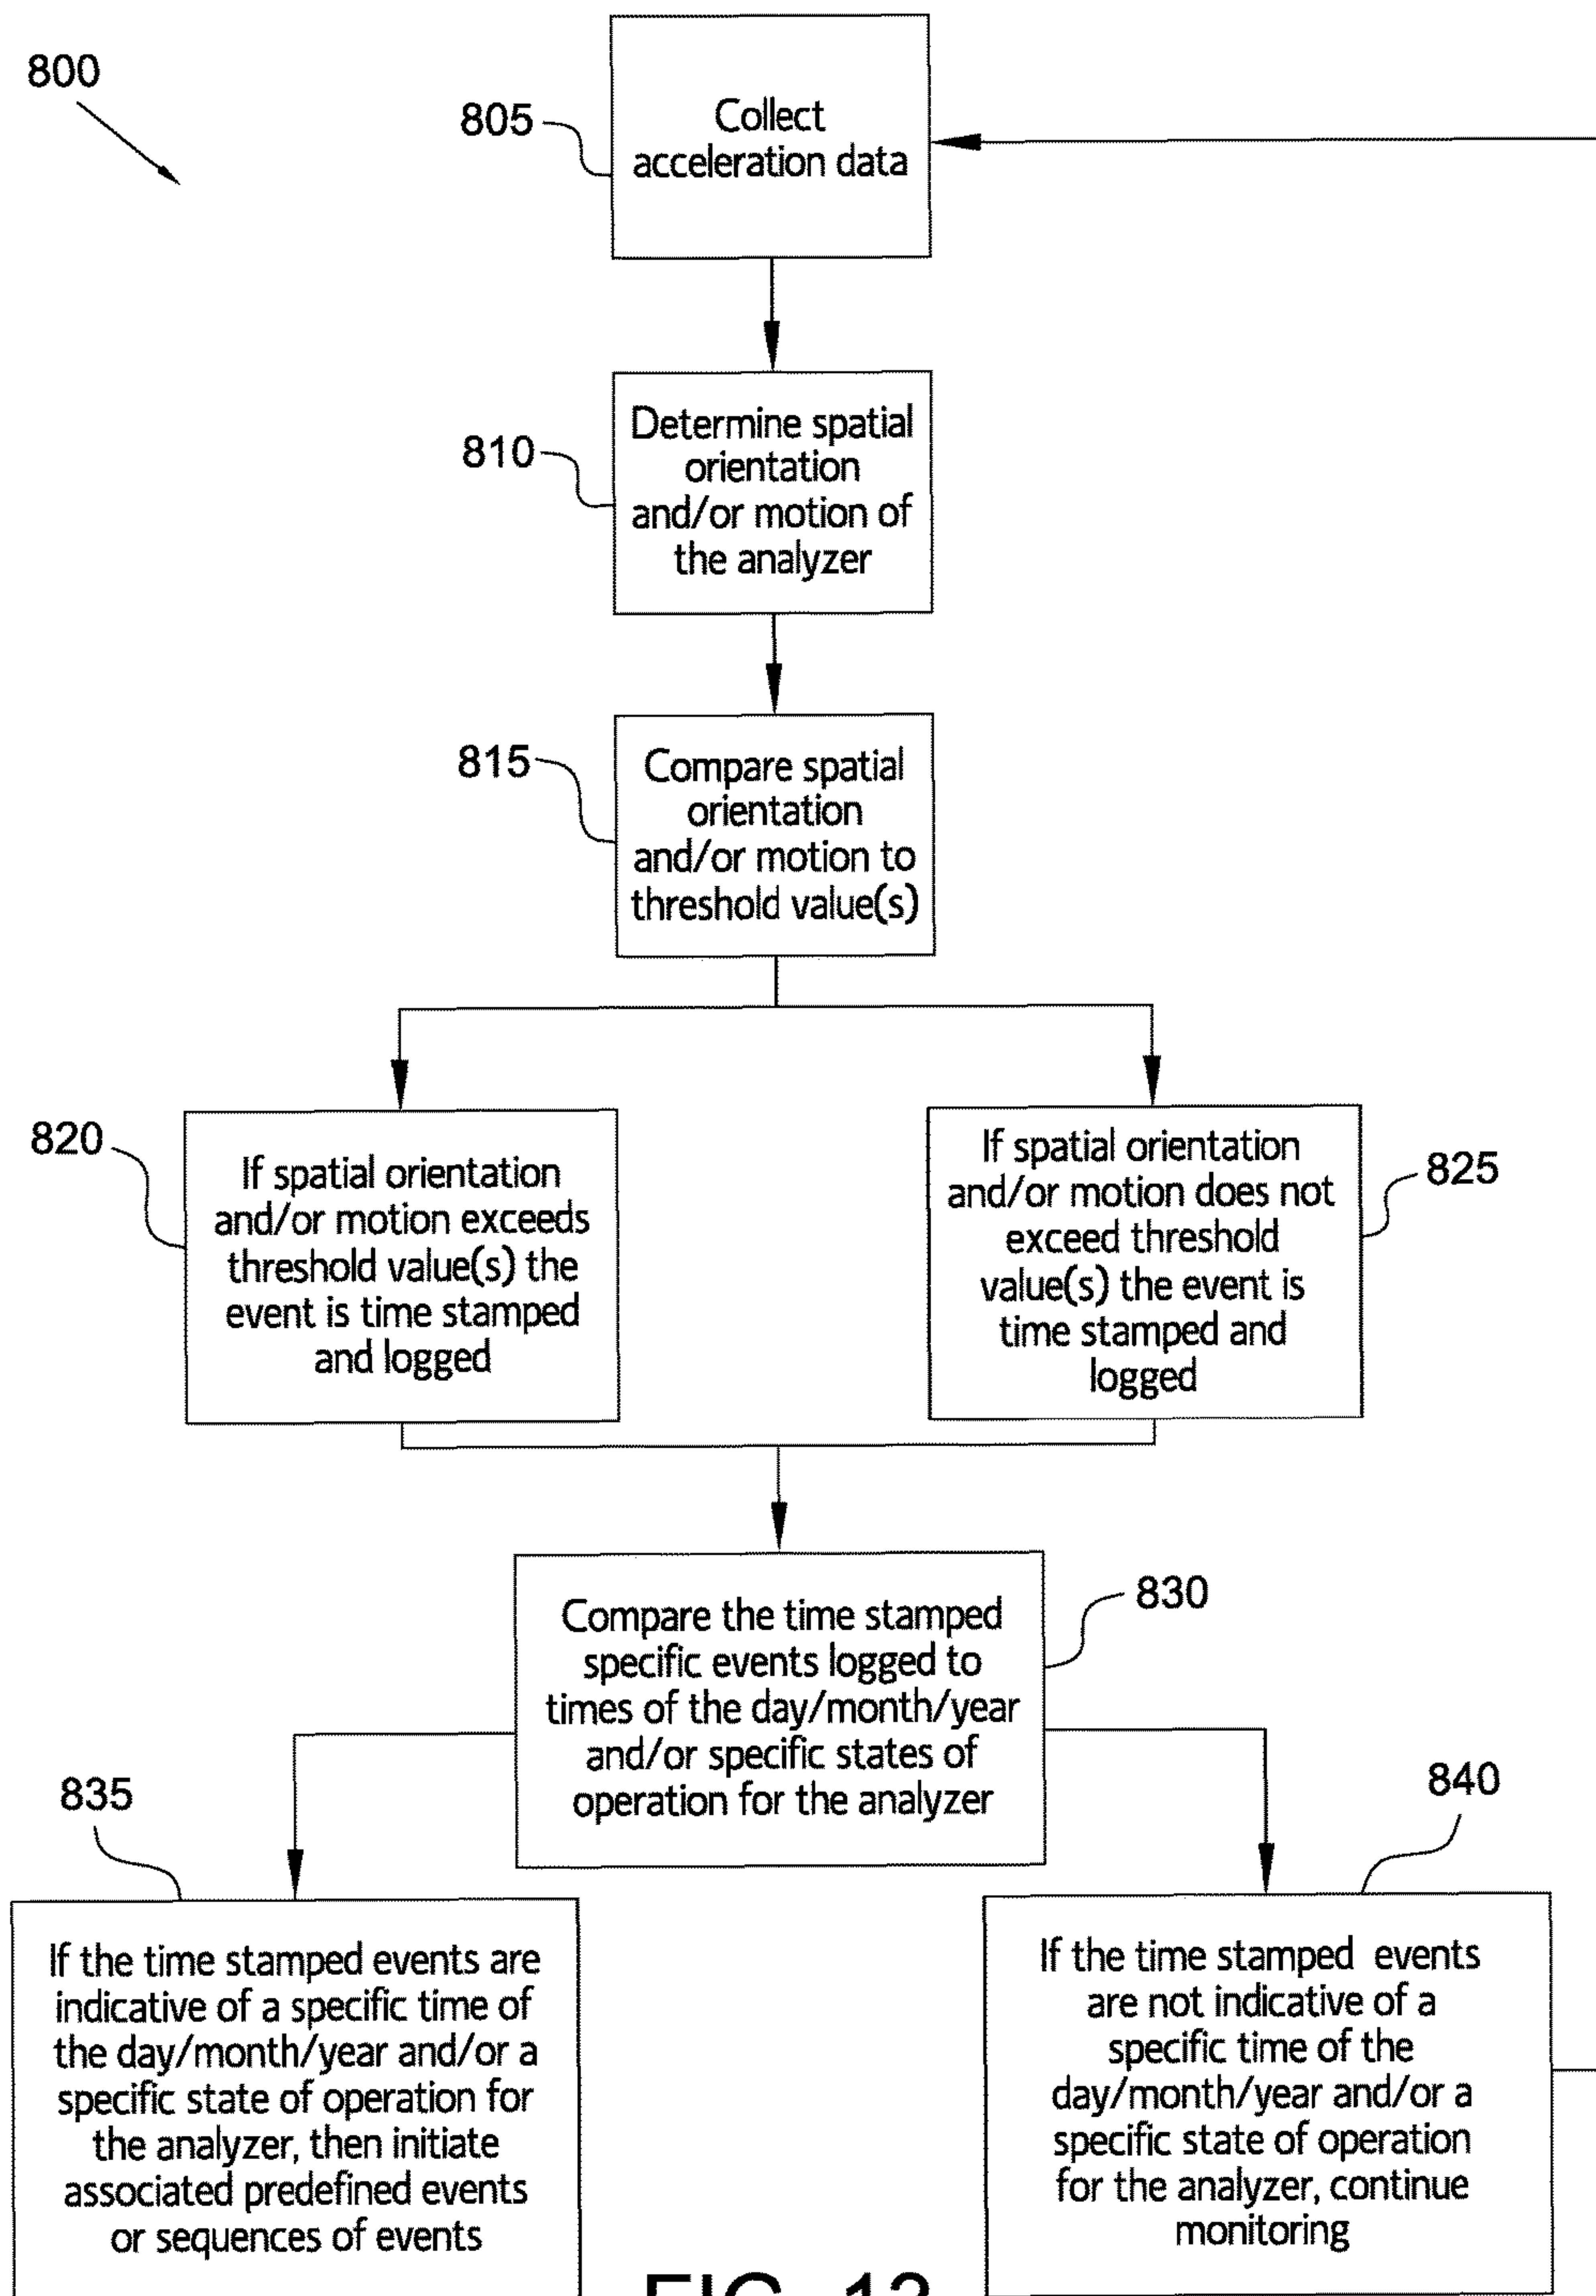 800
805
Collect
acceleration data
810
Determine spatial
orientation
and/or motion of
the analyzer
815
Compare spatial
orientation
and/or motion to
threshold value(s)
820
If spatial orientation
and/or motion exceeds
threshold value(s) the
event is time stamped
and logged
825
If spatial orientation
and/or motion does not
exceed threshold
value(s) the event is
time stamped and
logged
830
Compare the time stamped
specific events logged to
times of the day/month/year
and/or specific states of
operation for the analyzer
835
If the time stamped events are
indicative of a specific time of
the day/month/year and/or a
specific state of operation for
the analyzer, then initiate
associated predefined events
or sequences of events
840
If the time stamped events
are not indicative of a
specific time of the
day/month/year and/or a
specific state of operation
for the analyzer, continue
monitoring